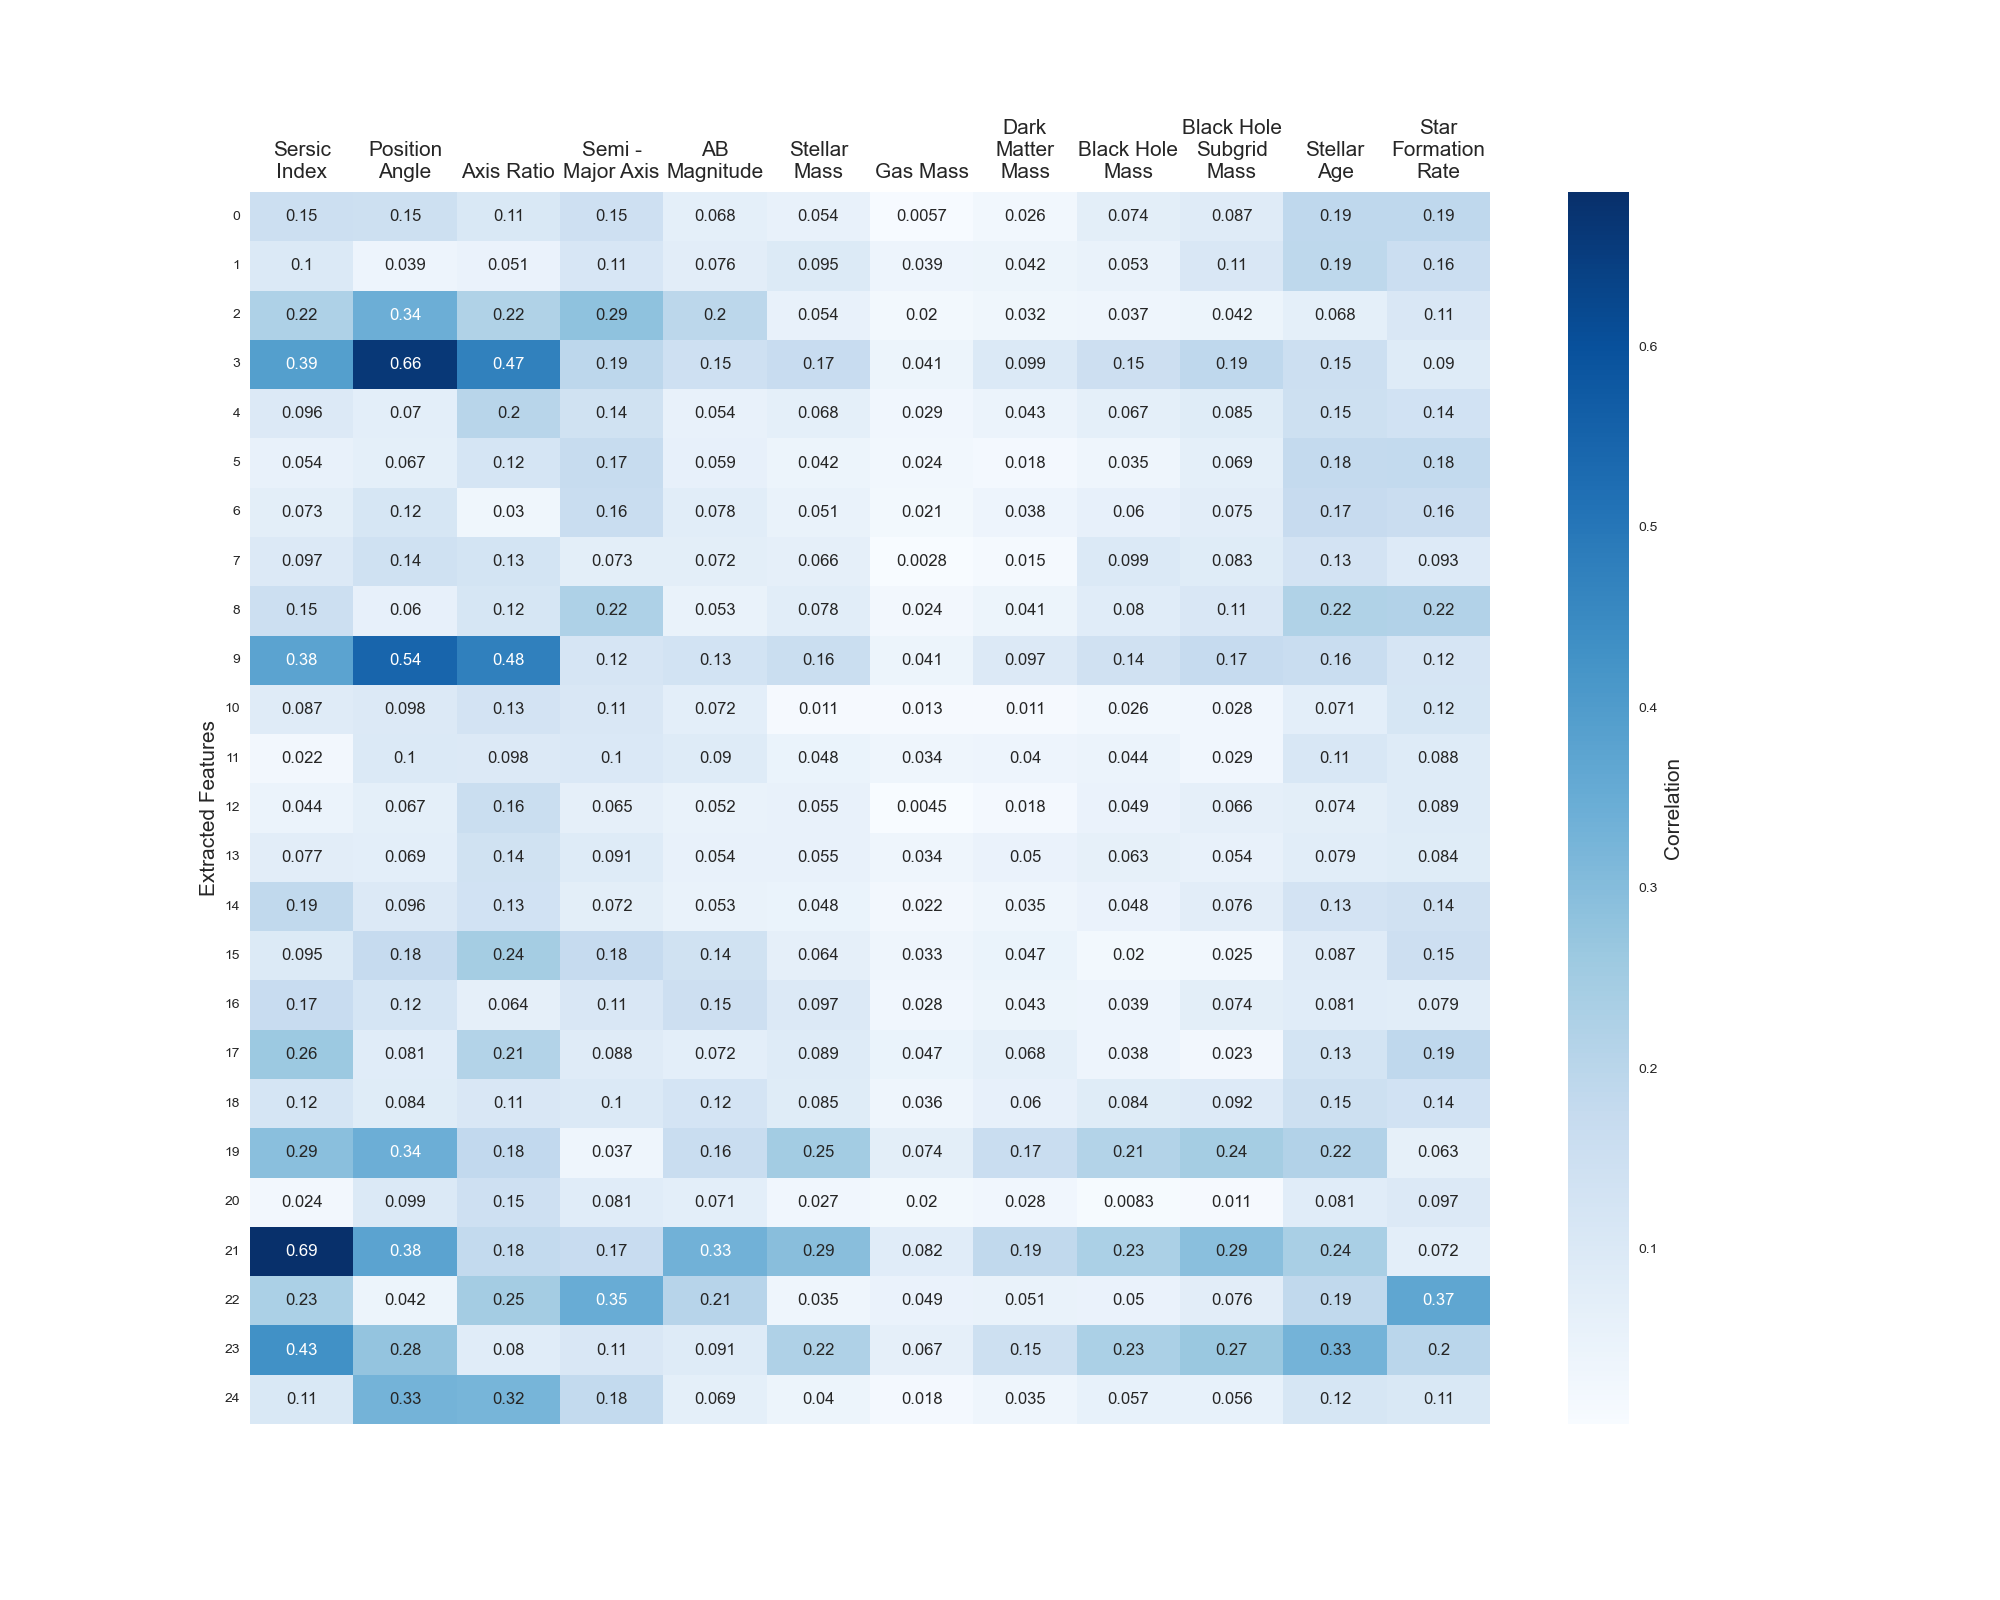 Sersic Index
Position Angle
Axis Ratio
Semi - Major Axis
AB Magnitude
Stellar Mass
Gas Mass
Dark Matter Mass
Black Hole Mass
Black Hole Subgrid Mass
Stellar Age
Star Formation Rate
0 0.15 0.15 0.11 0.15 0.068 0.054 0.0057 0.026 0.074 0.087 0.19 0.19
1 0.1 0.039 0.051 0.11 0.076 0.095 0.039 0.042 0.053 0.11 0.19 0.16
2 0.22 0.34 0.22 0.29 0.2 0.054 0.02 0.032 0.037 0.042 0.068 0.11
3 0.39 0.66 0.47 0.19 0.15 0.17 0.041 0.099 0.15 0.19 0.15 0.09
4 0.096 0.07 0.2 0.14 0.054 0.068 0.029 0.043 0.067 0.085 0.15 0.14
5 0.054 0.067 0.12 0.17 0.059 0.042 0.024 0.018 0.035 0.069 0.18 0.18
6 0.073 0.12 0.03 0.16 0.078 0.051 0.021 0.038 0.06 0.075 0.17 0.16
7 0.097 0.14 0.13 0.073 0.072 0.066 0.0028 0.015 0.099 0.083 0.13 0.093
8 0.15 0.06 0.12 0.22 0.053 0.078 0.024 0.041 0.08 0.11 0.22 0.22
9 0.38 0.54 0.48 0.12 0.13 0.16 0.041 0.097 0.14 0.17 0.16 0.12
10 0.087 0.098 0.13 0.11 0.072 0.011 0.013 0.011 0.026 0.028 0.071 0.12
11 0.022 0.1 0.098 0.1 0.09 0.048 0.034 0.04 0.044 0.029 0.11 0.088
12 0.044 0.067 0.16 0.065 0.052 0.055 0.0045 0.018 0.049 0.066 0.074 0.089
13 0.077 0.069 0.14 0.091 0.054 0.055 0.034 0.05 0.063 0.054 0.079 0.084
14 0.19 0.096 0.13 0.072 0.053 0.048 0.022 0.035 0.048 0.076 0.13 0.14
15 0.095 0.18 0.24 0.18 0.14 0.064 0.033 0.047 0.02 0.025 0.087 0.15
16 0.17 0.12 0.064 0.11 0.15 0.097 0.028 0.043 0.039 0.074 0.081 0.079
17 0.26 0.081 0.21 0.088 0.072 0.089 0.047 0.068 0.038 0.023 0.13 0.19
18 0.12 0.084 0.11 0.1 0.12 0.085 0.036 0.06 0.084 0.092 0.15 0.14
19 0.29 0.34 0.18 0.037 0.16 0.25 0.074 0.17 0.21 0.24 0.22 0.063
20 0.024 0.099 0.15 0.081 0.071 0.027 0.02 0.028 0.0083 0.011 0.081 0.097
21 0.69 0.38 0.18 0.17 0.33 0.29 0.082 0.19 0.23 0.29 0.24 0.072
22 0.23 0.042 0.25 0.35 0.21 0.035 0.049 0.051 0.05 0.076 0.19 0.37
23 0.43 0.28 0.08 0.11 0.091 0.22 0.067 0.15 0.23 0.27 0.33 0.2
24 0.11 0.33 0.32 0.18 0.069 0.04 0.018 0.035 0.057 0.056 0.12 0.11
Extracted Features
0.6
0.5
0.4
0.3
0.2
0.1
Correlation